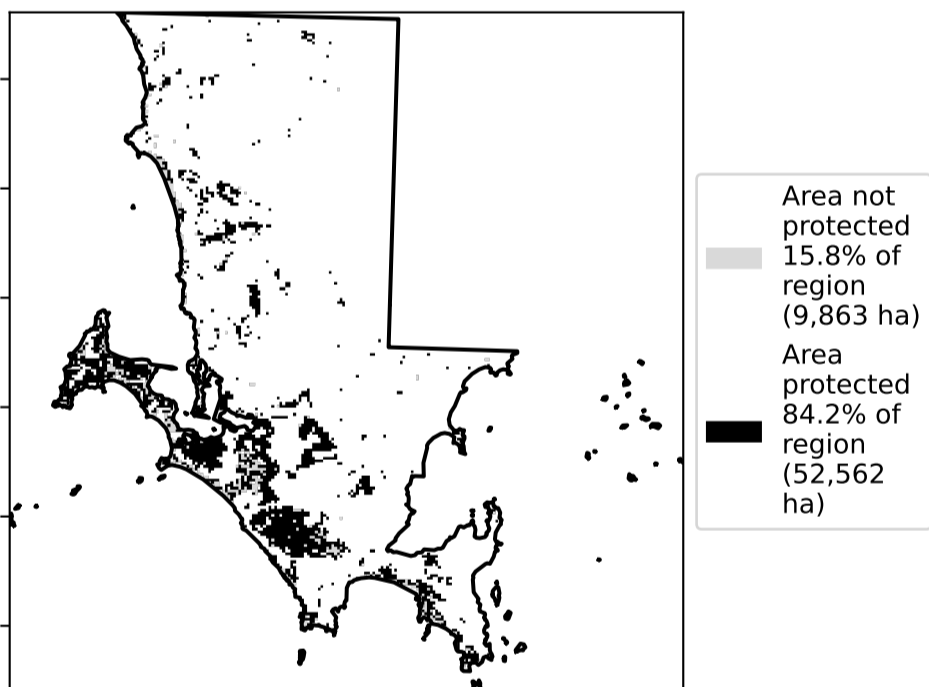 Area not
protected
15.8% of
region
(9,863 ha)
Area
protected
84.2% of
region
(52,562
ha)